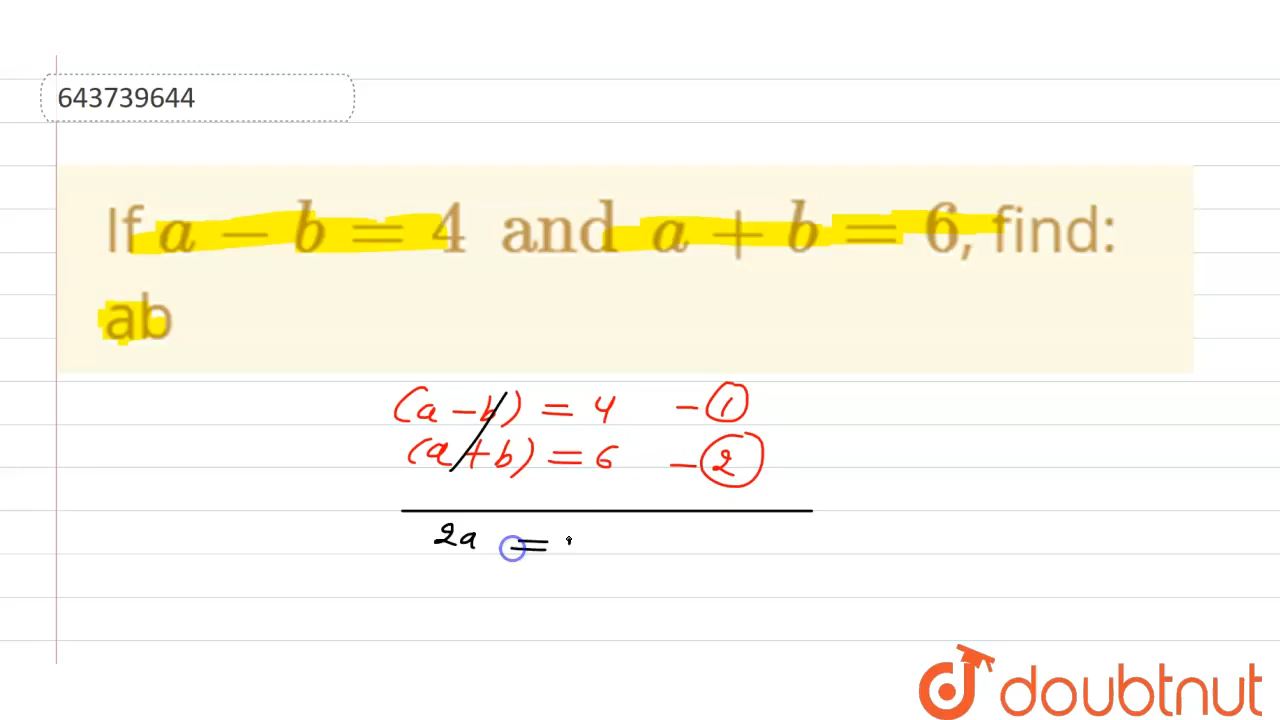 643739644
If a − b = 4 and a + b = 6, find:
ab
(a − b) = 4 − 1
(a + b) = 6 − 2
2a =
doubtnut